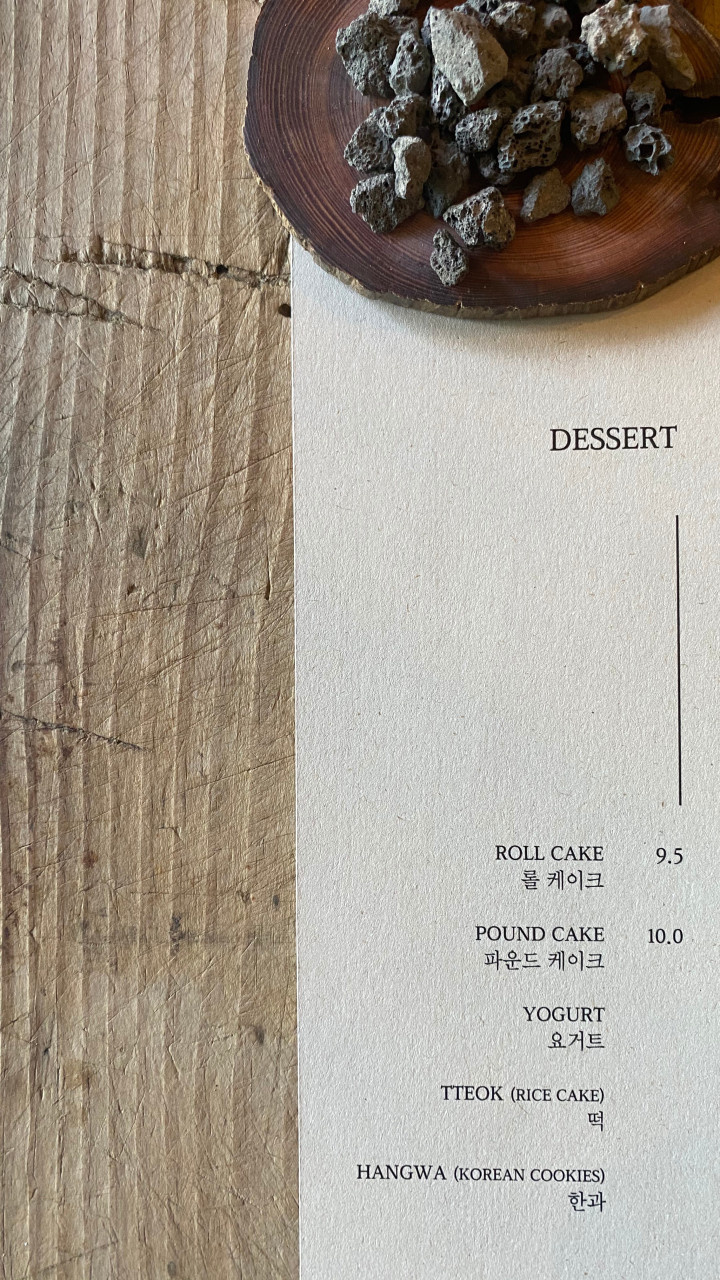 DESSERT
ROLL CAKE 9.5
롤 케이크
POUND CAKE 10.0
파운드 케이크
YOGURT
요거트
TTEOK (RICE CAKE)
떡
HANGWA (KOREAN COOKIES)
한과